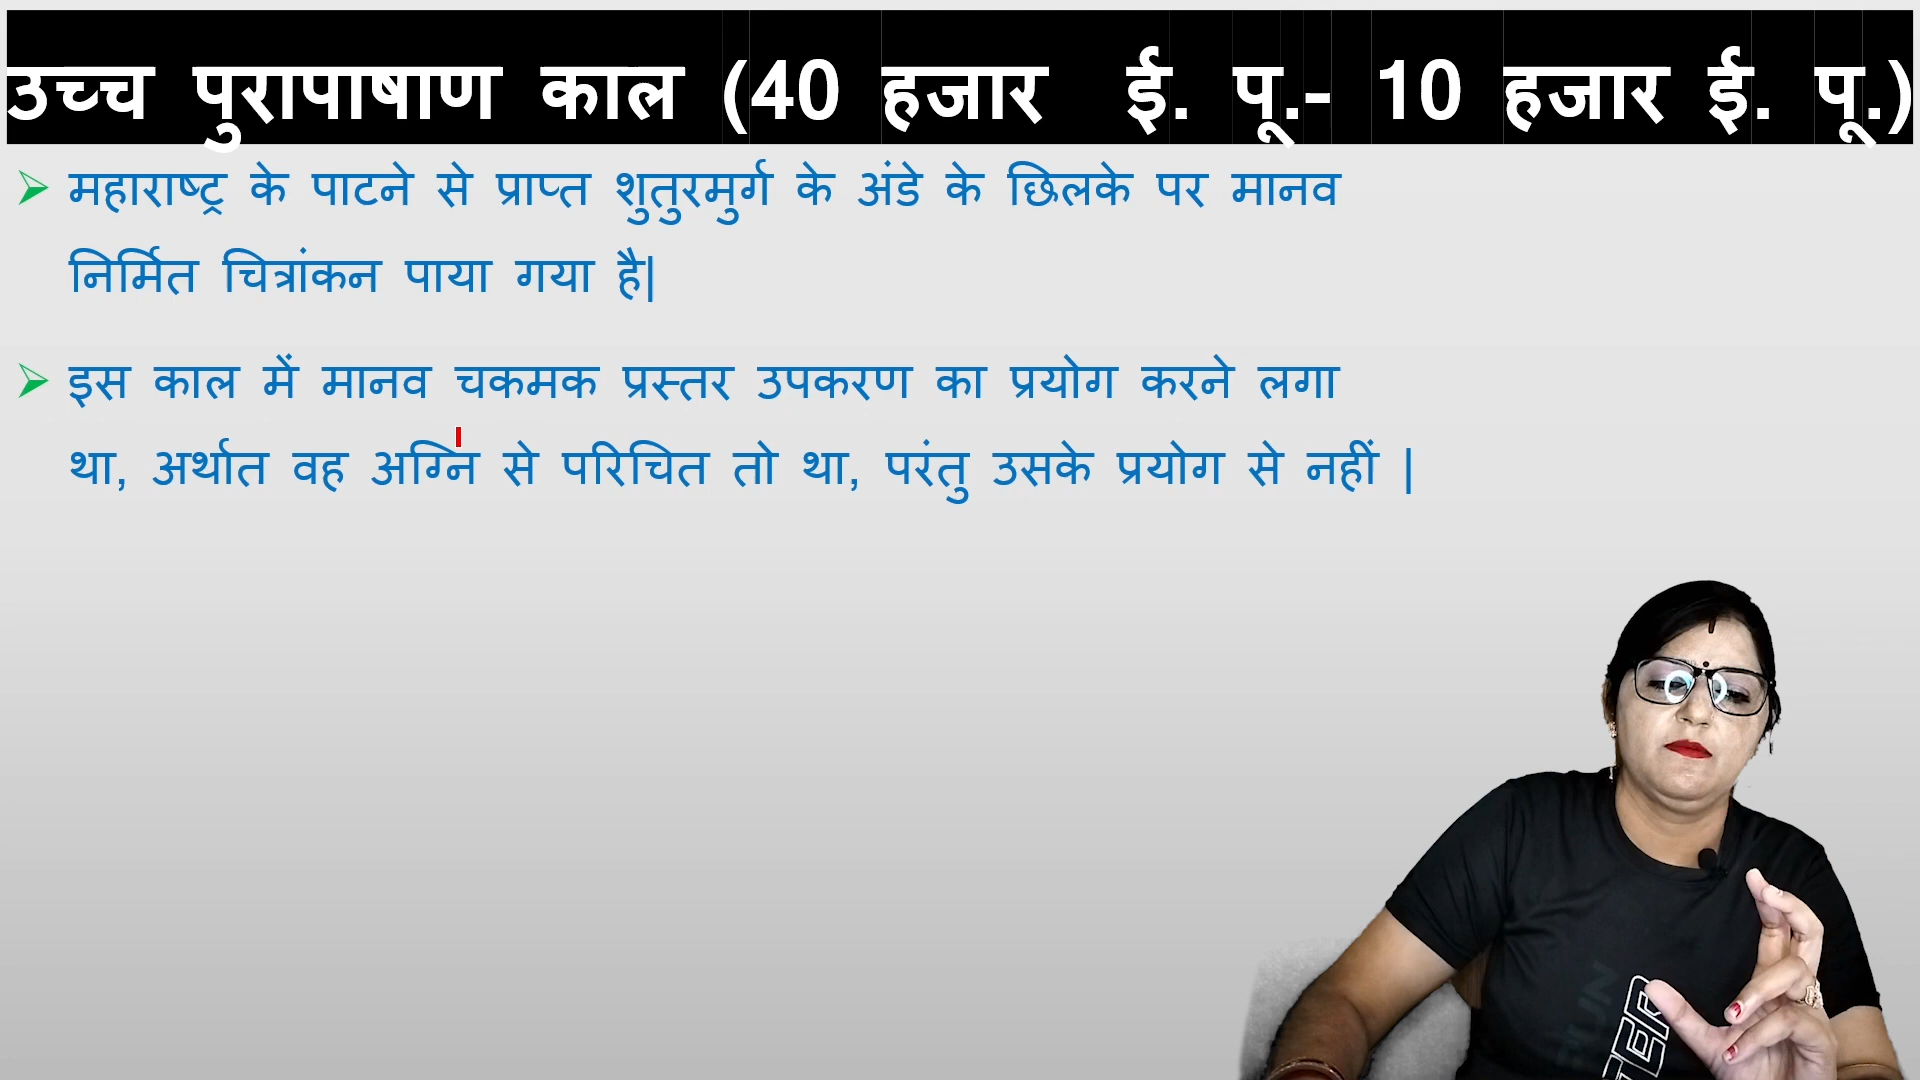 उच्च पुरापाषाण काल (40 हजार ई. पू.- 10 हजार ई. पू.)
महाराष्ट्र के पाटने से प्राप्त शुतुरमुर्ग के अंडे के छिलके पर मानव
निर्मित चित्रांकन पाया गया है|
इस काल में मानव चकमक प्रस्तर उपकरण का प्रयोग करने लगा
था, अर्थात वह अग्नि से परिचित तो था, परंतु उसके प्रयोग से नहीं |
RUN